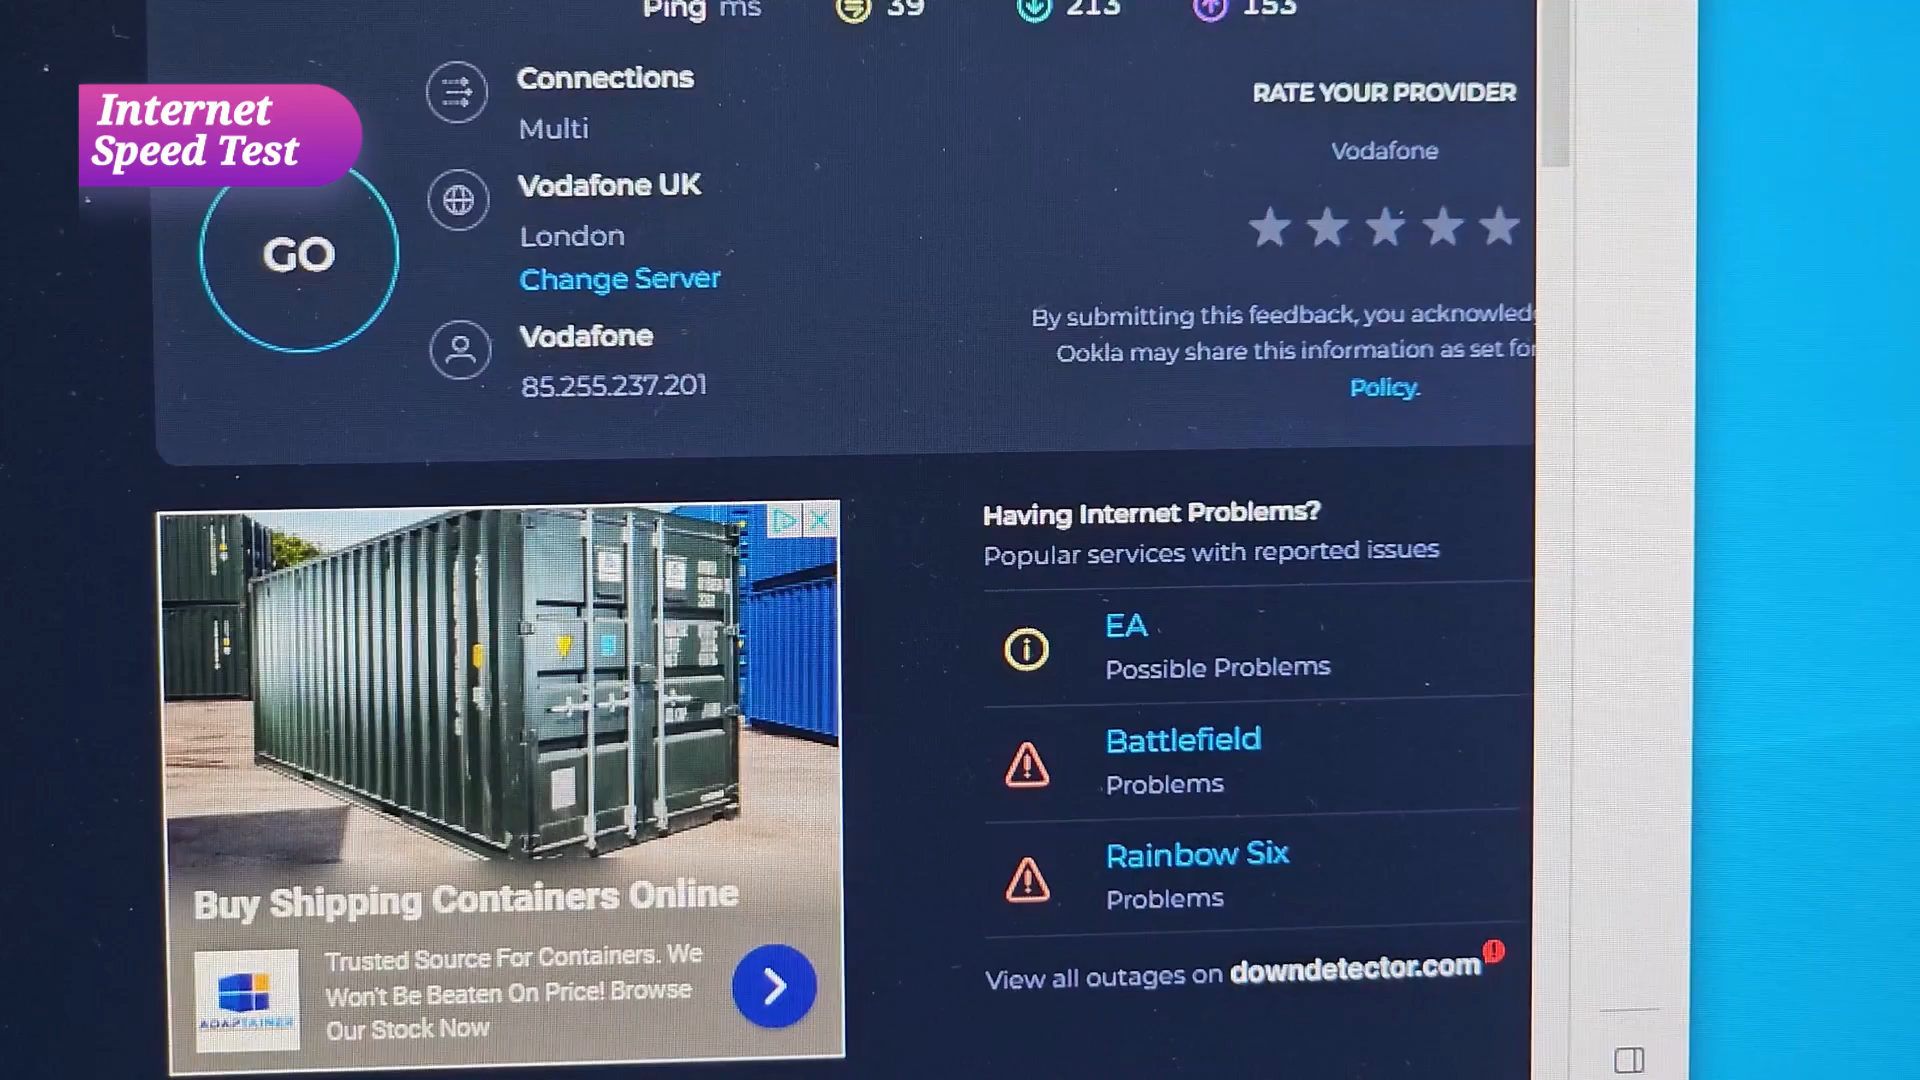 Ping ms 39 213 153
Internet
Speed Test
Connections
Multi
RATE YOUR PROVIDER
Vodafone
Vodafone UK
London
Change Server
GO
Vodafone
85.255.237.201
By submitting this feedback, you acknowled
Ookla may share this information as set for
Policy.
Having Internet Problems?
Popular services with reported issues
EA
Possible Problems
Battlefield
Problems
Rainbow Six
Problems
View all outages on downdetector.com
Buy Shipping Containers Online
ADAPTAINER
Trusted Source For Containers. We
Won't Be Beaten On Price! Browse
Our Stock Now